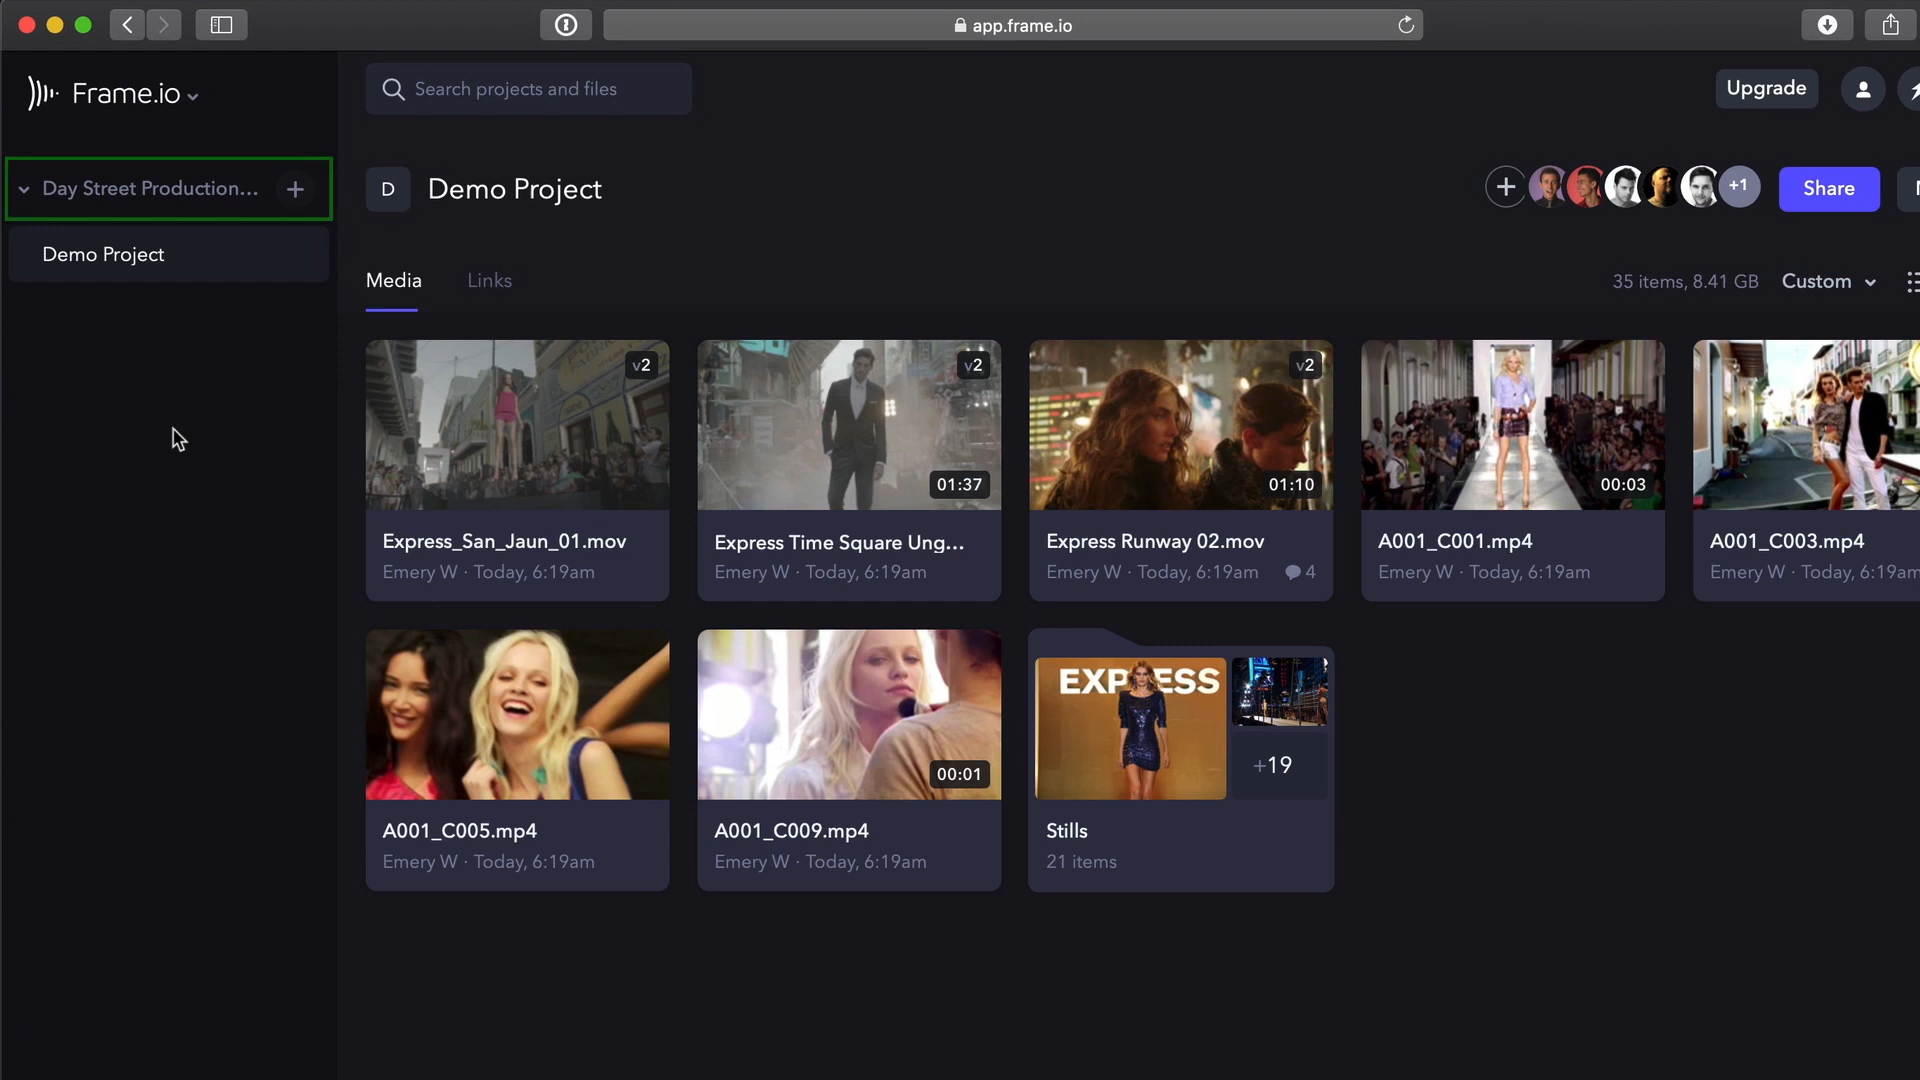 app.frame.io
Frame.io
Search projects and files
Upgrade
Day Street Production...
+
D
Demo Project
+1
Share
Demo Project
Media
Links
35 items, 8.41 GB
Custom
v2
v2
01:37
v2
01:10
00:03
Express_San_Jaun_01.mov
Emery W · Today, 6:19am
Express Time Square Ung...
Emery W · Today, 6:19am
Express Runway 02.mov
Emery W · Today, 6:19am
4
A001_C001.mp4
Emery W · Today, 6:19am
A001_C003.mp4
Emery W · Today, 6:19am
00:01
EXPRESS
+19
A001_C005.mp4
Emery W · Today, 6:19am
A001_C009.mp4
Emery W · Today, 6:19am
Stills
21 items